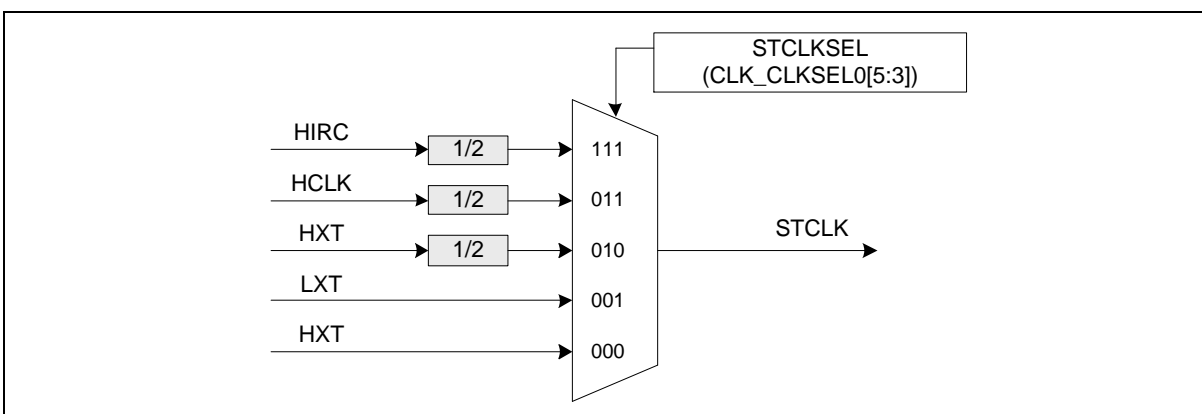 STCLKSEL
(CLK_CLKSEL0[5:3])
HIRC
1/2
111
HCLK
1/2
011
HXT
1/2
010
STCLK
LXT
001
HXT
000